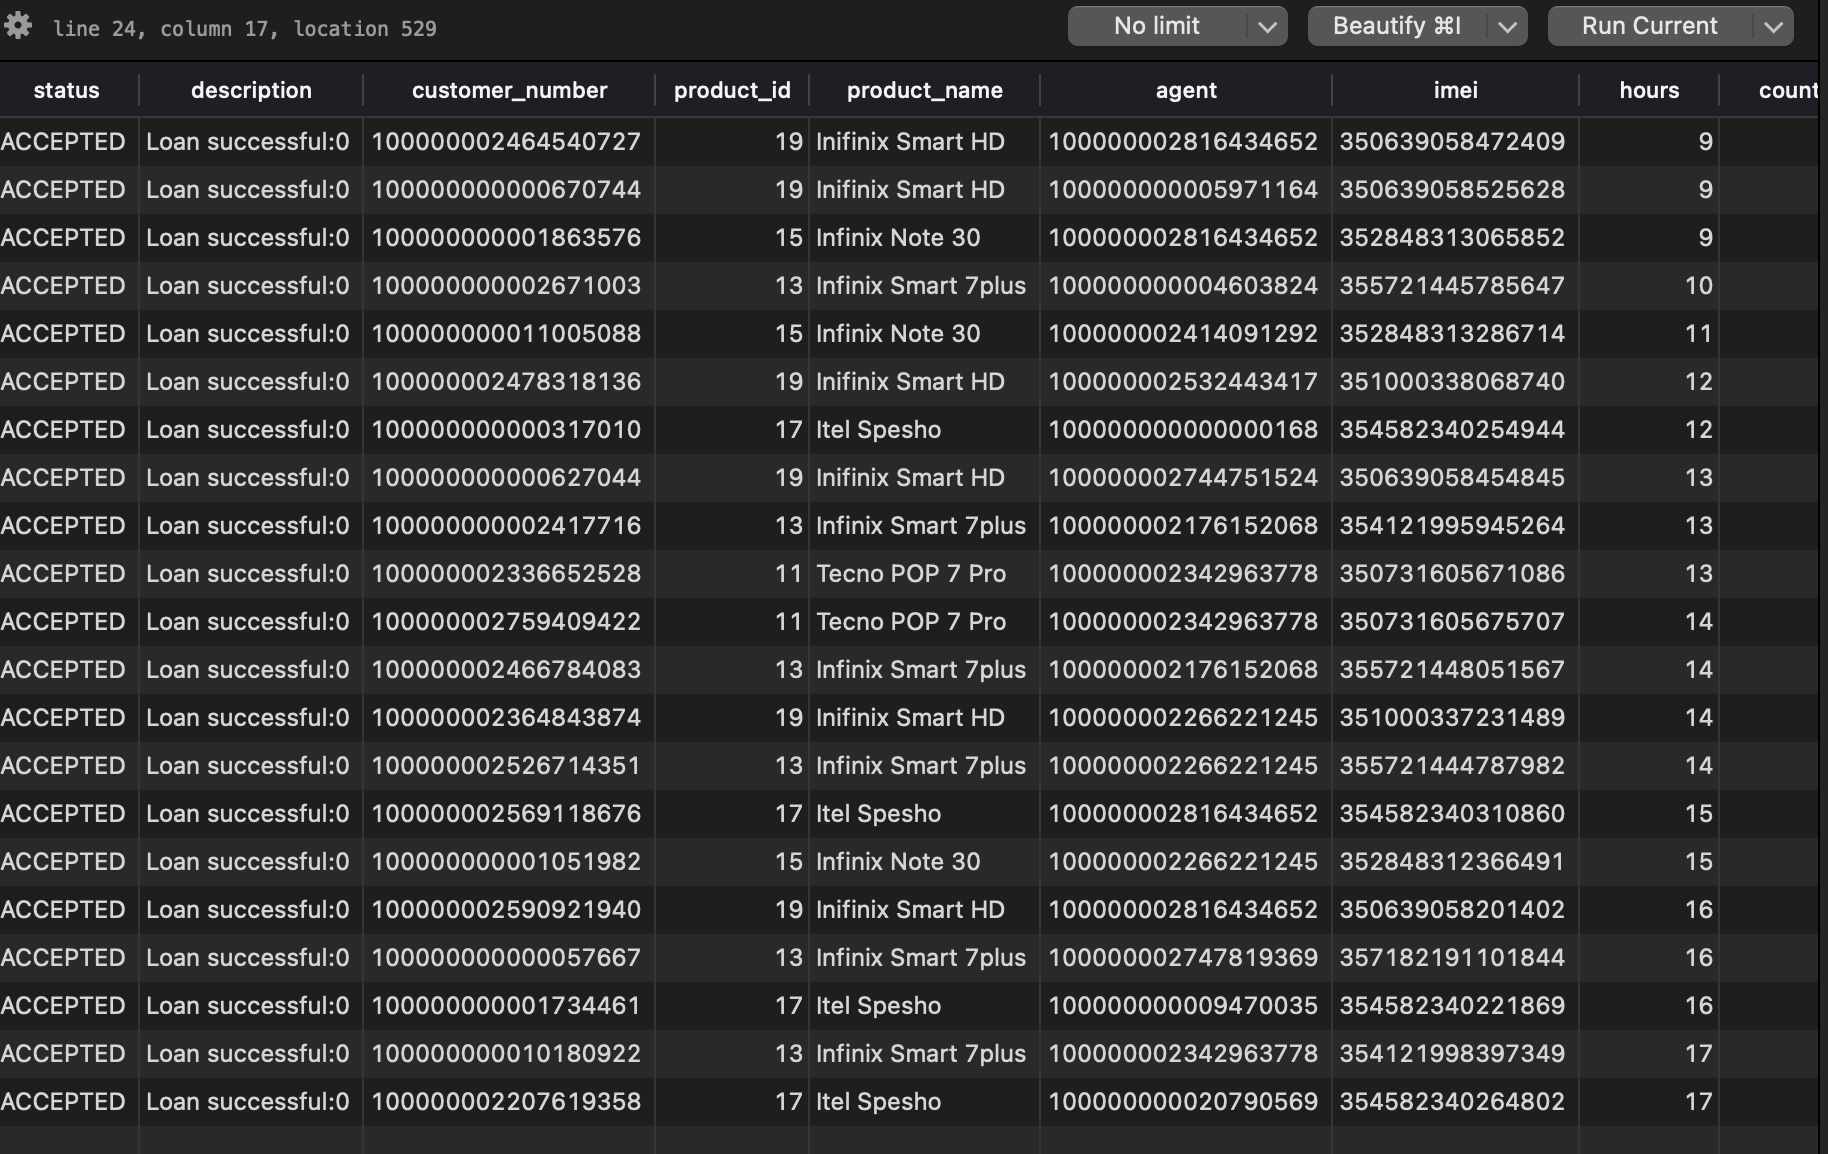 line 24, column 17, location 529 No limit Beautify ⌘I Run Current
status description customer_number product_id product_name agent imei hours count
ACCEPTED Loan successful:0 100000002464540727 19 Inifinix Smart HD 100000002816434652 350639058472409 9
ACCEPTED Loan successful:0 100000000000670744 19 Inifinix Smart HD 100000000005971164 350639058525628 9
ACCEPTED Loan successful:0 100000000001863576 15 Infinix Note 30 100000002816434652 352848313065852 9
ACCEPTED Loan successful:0 100000000002671003 13 Infinix Smart 7plus 100000000004603824 355721445785647 10
ACCEPTED Loan successful:0 100000000011005088 15 Infinix Note 30 100000002414091292 352848313286714 11
ACCEPTED Loan successful:0 100000002478318136 19 Inifinix Smart HD 100000002532443417 351000338068740 12
ACCEPTED Loan successful:0 100000000000317010 17 Itel Spesho 100000000000000168 354582340254944 12
ACCEPTED Loan successful:0 100000000000627044 19 Inifinix Smart HD 100000002744751524 350639058454845 13
ACCEPTED Loan successful:0 100000000002417716 13 Infinix Smart 7plus 100000002176152068 354121995945264 13
ACCEPTED Loan successful:0 100000002336652528 11 Tecno POP 7 Pro 100000002342963778 350731605671086 13
ACCEPTED Loan successful:0 100000002759409422 11 Tecno POP 7 Pro 100000002342963778 350731605675707 14
ACCEPTED Loan successful:0 100000002466784083 13 Infinix Smart 7plus 100000002176152068 355721448051567 14
ACCEPTED Loan successful:0 100000002364843874 19 Inifinix Smart HD 100000002266221245 351000337231489 14
ACCEPTED Loan successful:0 100000002526714351 13 Infinix Smart 7plus 100000002266221245 355721444787982 14
ACCEPTED Loan successful:0 100000002569118676 17 Itel Spesho 100000002816434652 354582340310860 15
ACCEPTED Loan successful:0 100000000001051982 15 Infinix Note 30 100000002266221245 352848312366491 15
ACCEPTED Loan successful:0 100000002590921940 19 Inifinix Smart HD 100000002816434652 350639058201402 16
ACCEPTED Loan successful:0 100000000000057667 13 Infinix Smart 7plus 100000002747819369 357182191101844 16
ACCEPTED Loan successful:0 100000000001734461 17 Itel Spesho 100000000009470035 354582340221869 16
ACCEPTED Loan successful:0 100000000010180922 13 Infinix Smart 7plus 100000002342963778 354121998397349 17
ACCEPTED Loan successful:0 100000002207619358 17 Itel Spesho 100000000020790569 354582340264802 17